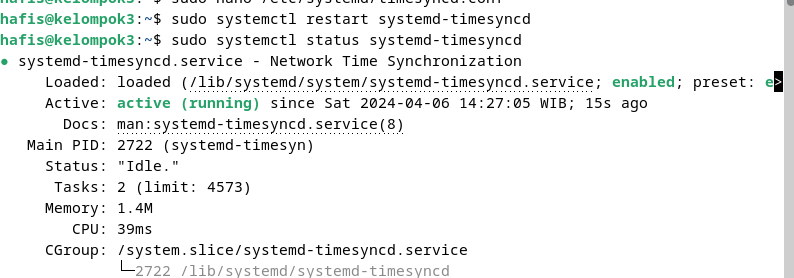 hafis@kelompok3:~$ sudo nano /etc/systemd/timesyncd.conf
hafis@kelompok3:~$ sudo systemctl restart systemd-timesyncd
hafis@kelompok3:~$ sudo systemctl status systemd-timesyncd
● systemd-timesyncd.service - Network Time Synchronization
Loaded: loaded (/lib/systemd/system/systemd-timesyncd.service; enabled; preset: e>
Active: active (running) since Sat 2024-04-06 14:27:05 WIB; 15s ago
Docs: man:systemd-timesyncd.service(8)
Main PID: 2722 (systemd-timesyn)
Status: "Idle."
Tasks: 2 (limit: 4573)
Memory: 1.4M
CPU: 39ms
CGroup: /system.slice/systemd-timesyncd.service
└─2722 /lib/systemd/systemd-timesyncd